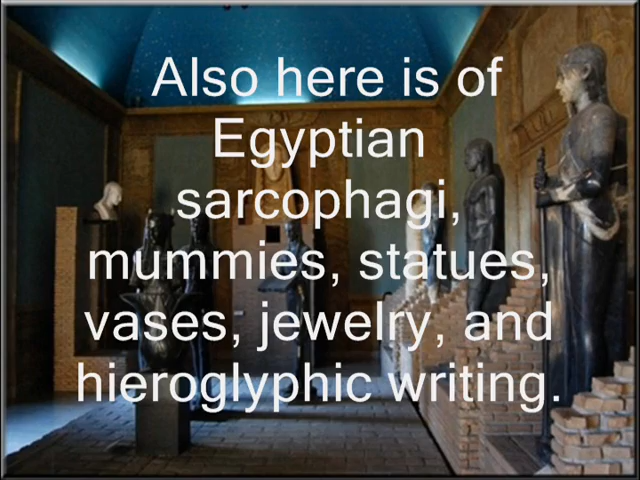 Also here is of
Egyptian
sarcophagi,
mummies, statues,
vases, jewelry, and
hieroglyphic writing.